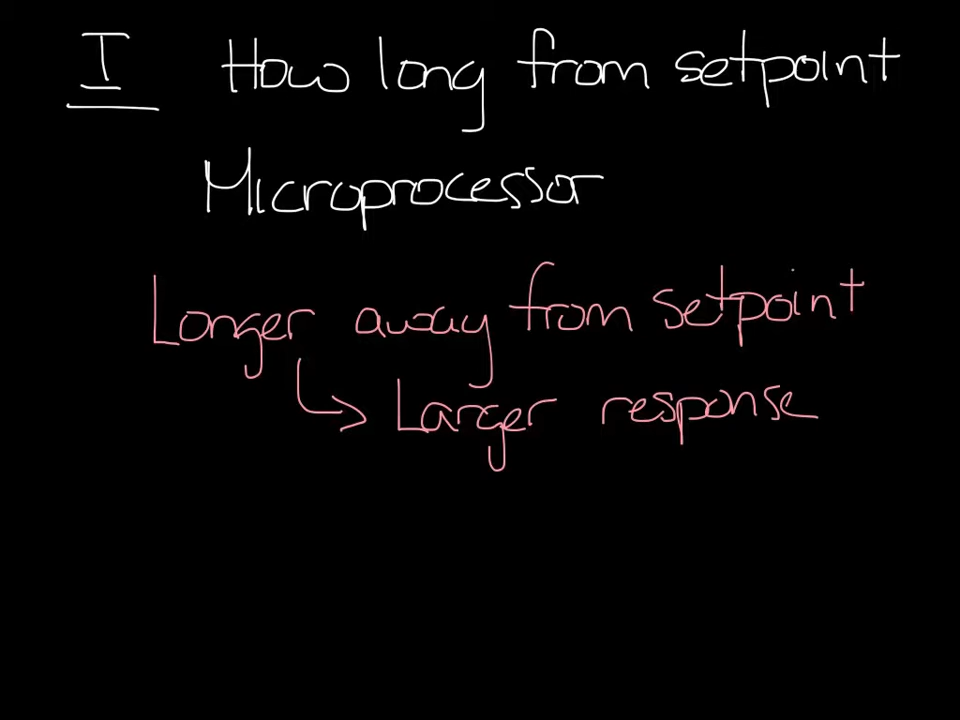 I How long from setpoint
Microprocessor
Longer away from setpoint
↳ Larger response